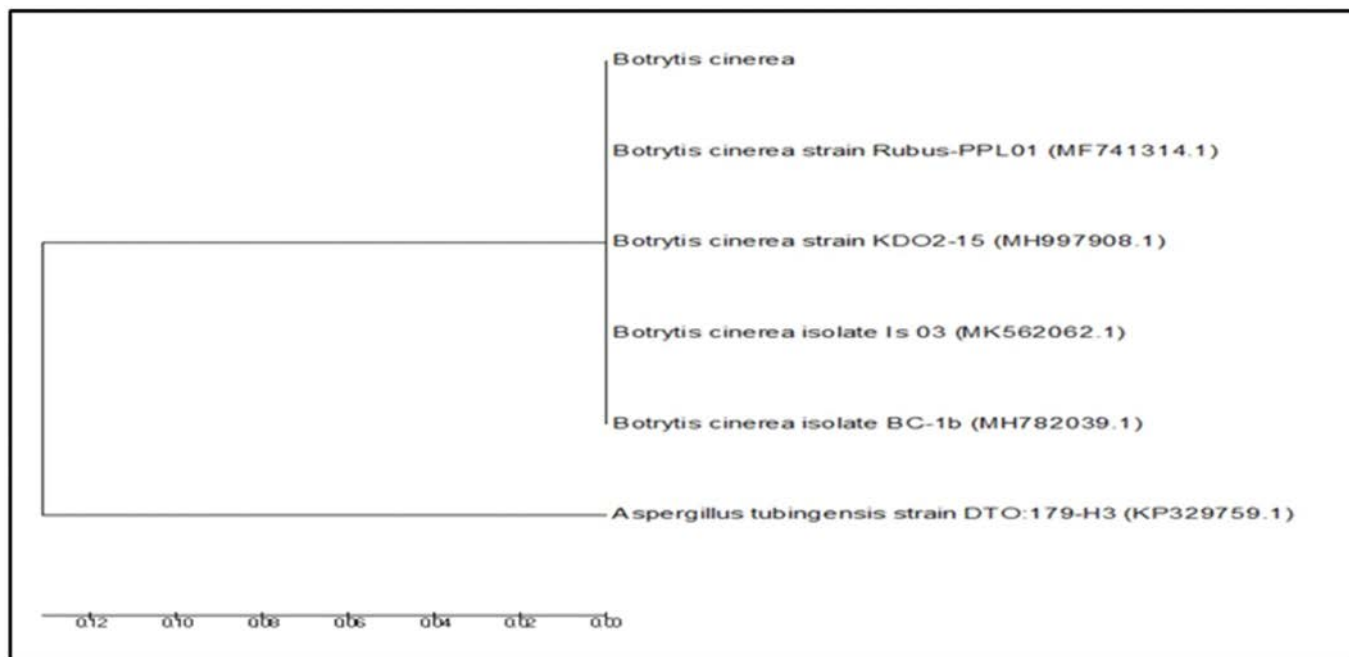 Botrytis cinerea
Botrytis cinerea strain Rubus-PPL01 (MF741314.1)
Botrytis cinerea strain KDO2-15 (MH997908.1)
Botrytis cinerea isolate Is 03 (MK562062.1)
Botrytis cinerea isolate BC-1b (MH782039.1)
Aspergillus tubingensis strain DTO:179-H3 (KP329759.1)
0.12 0.10 0.08 0.06 0.04 0.02 0.00